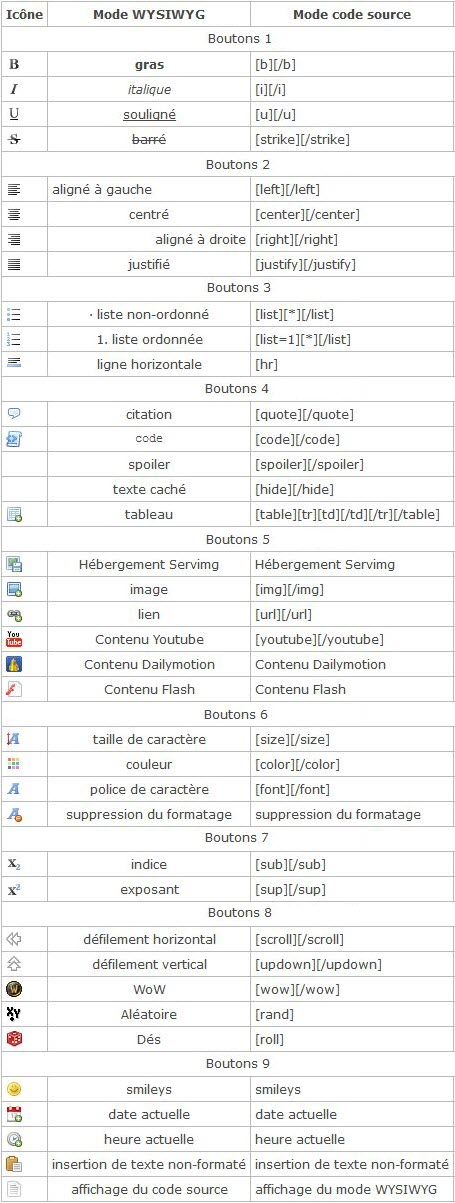 Icône Mode WYSIWYG Mode code source
Boutons 1
B gras [b][/b]
I italique [i][/i]
U souligné [u][/u]
S barré [strike][/strike]
Boutons 2
aligné à gauche [left][/left]
centré [center][/center]
aligné à droite [right][/right]
justifié [justify][/justify]
Boutons 3
· liste non-ordonné [list][*][/list]
1. liste ordonnée [list=1][*][/list]
ligne horizontale [hr]
Boutons 4
citation [quote][/quote]
code [code][/code]
spoiler [spoiler][/spoiler]
texte caché [hide][/hide]
tableau [table][tr][td][/td][/tr][/table]
Boutons 5
Hébergement Servimg Hébergement Servimg
image [img][/img]
lien [url][/url]
You Tube Contenu Youtube [youtube][/youtube]
Contenu Dailymotion Contenu Dailymotion
Contenu Flash Contenu Flash
Boutons 6
A taille de caractère [size][/size]
couleur [color][/color]
A police de caractère [font][/font]
A suppression du formatage suppression du formatage
Boutons 7
x2 indice [sub][/sub]
x² exposant [sup][/sup]
Boutons 8
défilement horizontal [scroll][/scroll]
défilement vertical [updown][/updown]
W WoW [wow][/wow]
XY Aléatoire [rand]
Dés [roll]
Boutons 9
smileys smileys
date actuelle date actuelle
heure actuelle heure actuelle
insertion de texte non-formaté insertion de texte non-formaté
affichage du code source affichage du mode WYSIWYG